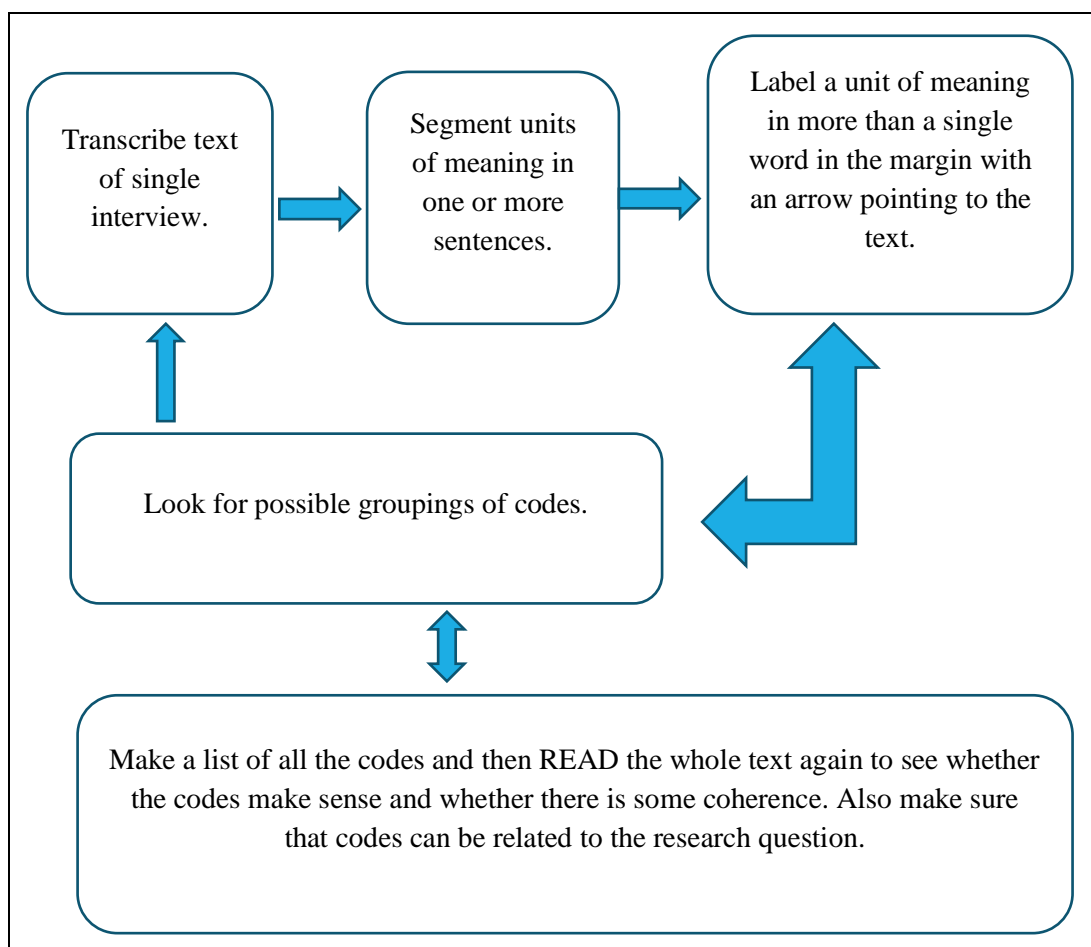 Transcribe text
of single
interview.
Segment units
of meaning in
one or more
sentences.
Label a unit of meaning
in more than a single
word in the margin with
an arrow pointing to the
text.
Look for possible groupings of codes.
Make a list of all the codes and then READ the whole text again to see whether
the codes make sense and whether there is some coherence. Also make sure
that codes can be related to the research question.